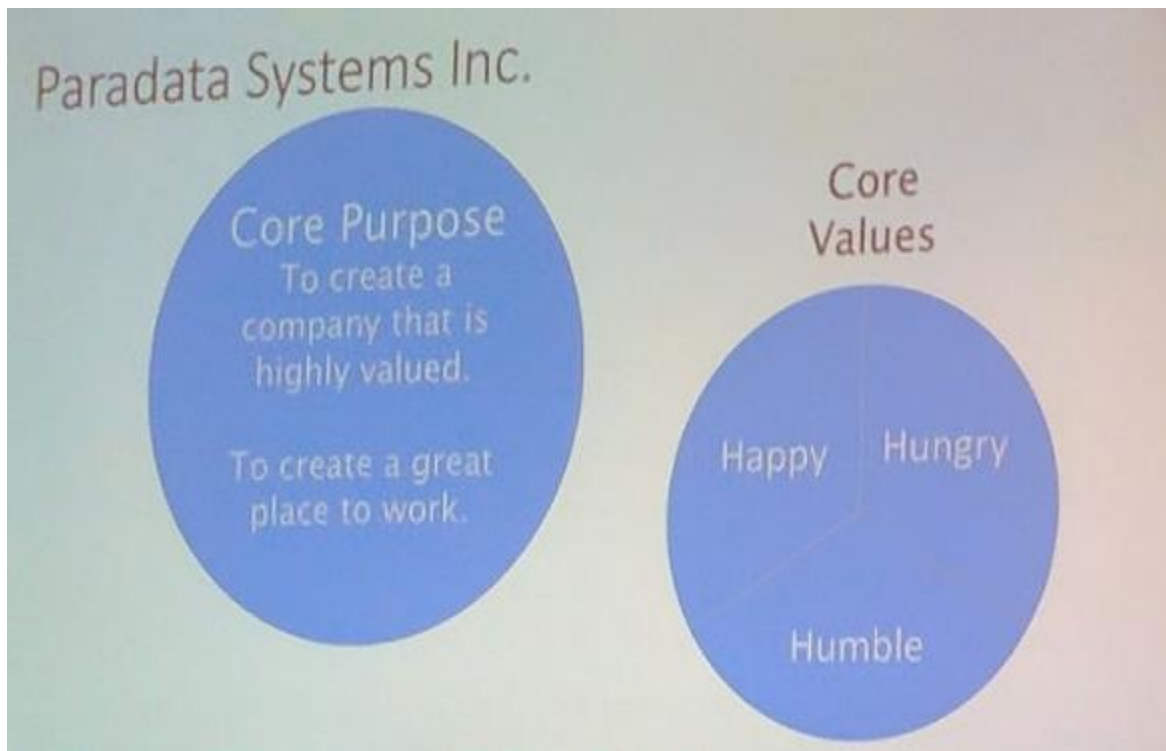 Paradata Systems Inc.
Core Purpose
To create a
company that is
highly valued.
To create a great
place to work.
Core
Values
Happy
Hungry
Humble